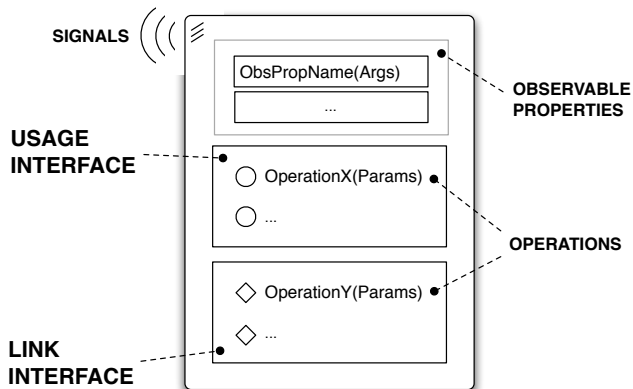 SIGNALS
ObsPropName(Args)
...
OBSERVABLE
PROPERTIES
USAGE
INTERFACE
OperationX(Params)
...
OPERATIONS
OperationY(Params)
...
LINK
INTERFACE